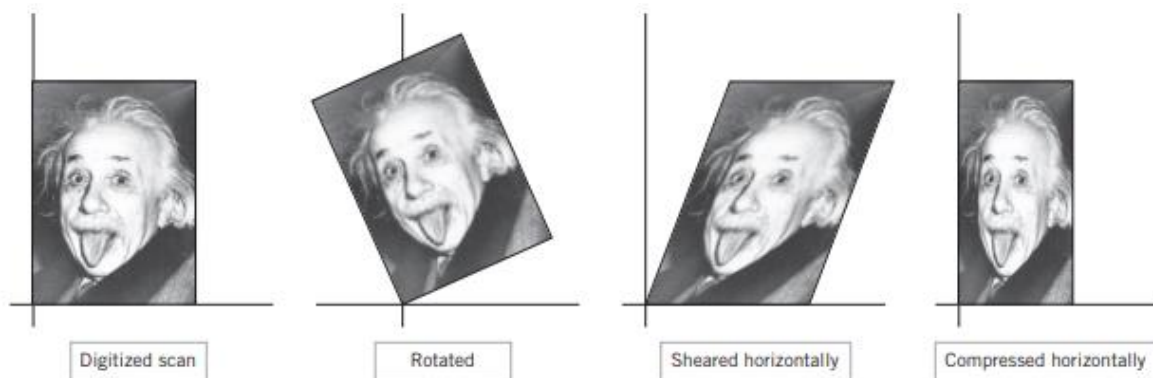 Digitized scan
Rotated
Sheared horizontally
Compressed horizontally